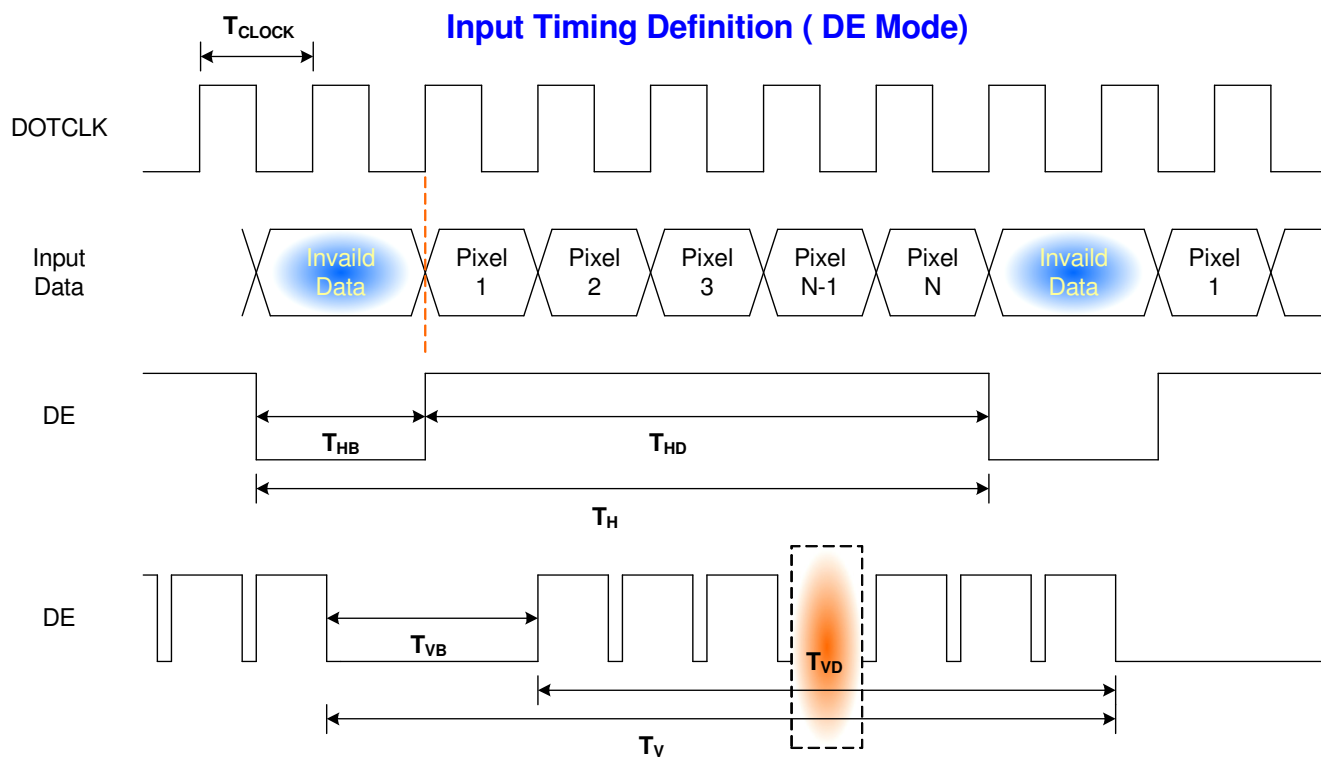 Input Timing Definition ( DE Mode)
TCLOCK
DOTCLK
Input
Data
Invaild
Data
Pixel
1
Pixel
2
Pixel
3
Pixel
N-1
Pixel
N
Invaild
Data
Pixel
1
DE
THB
THD
TH
DE
TVB
TVD
TV